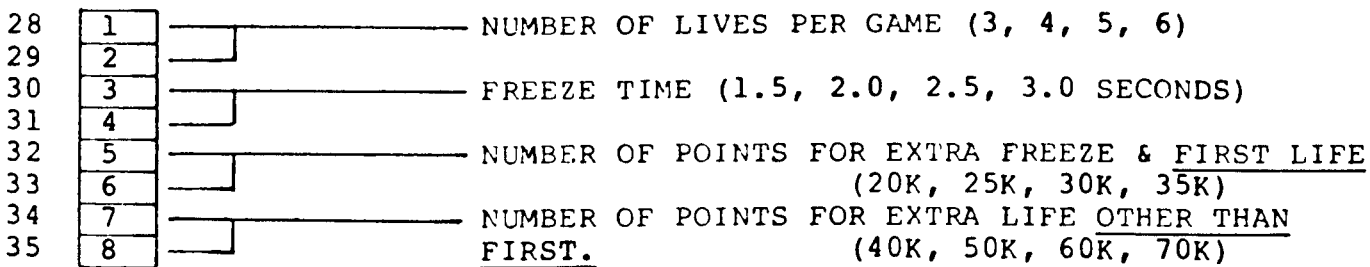 28 1 NUMBER OF LIVES PER GAME (3, 4, 5, 6)
29 2
30 3 FREEZE TIME (1.5, 2.0, 2.5, 3.0 SECONDS)
31 4
32 5 NUMBER OF POINTS FOR EXTRA FREEZE & FIRST LIFE
33 6 (20K, 25K, 30K, 35K)
34 7 NUMBER OF POINTS FOR EXTRA LIFE OTHER THAN
35 8 FIRST. (40K, 50K, 60K, 70K)